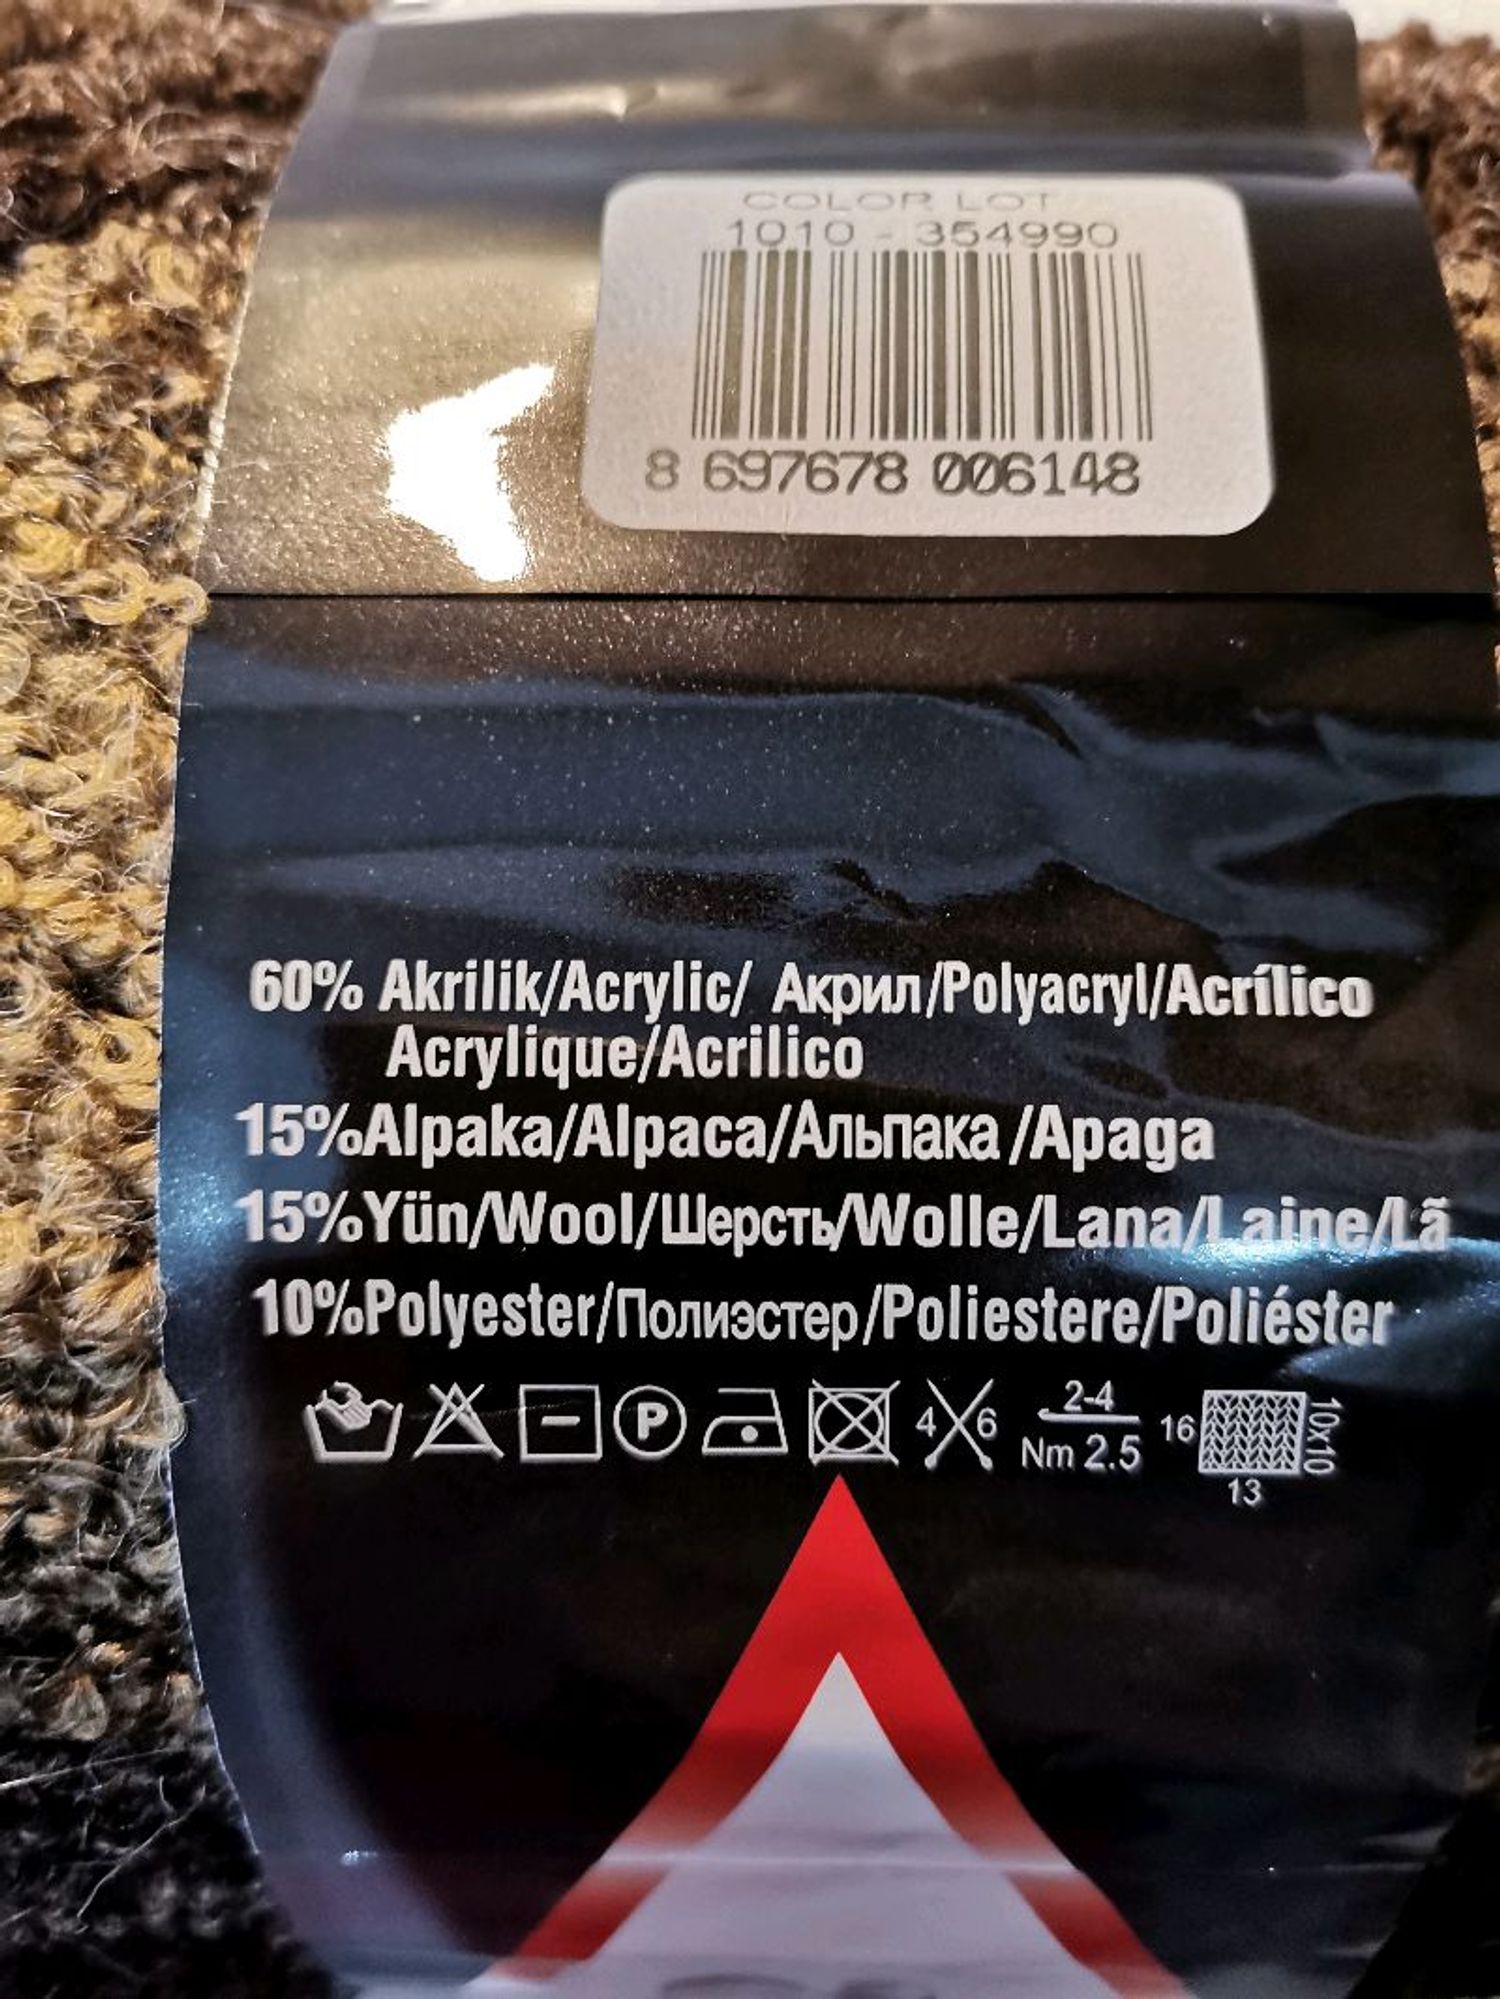 COLOR LOT
1010 - 354990
8 697678 006148
60% Akrilik/Acrylic/ Акрил/Polyacryl/Acrílico
Acrylique/Acrilico
15%Alpaka/Alpaca/Альпака/Apaga
15%Yün/Wool/Шерсть/Wolle/Lana/Laine/Lã
10%Polyester/Полиэстер/Poliestere/Poliéster
P 4 6 2-4 16 10x10
Nm 2.5
13